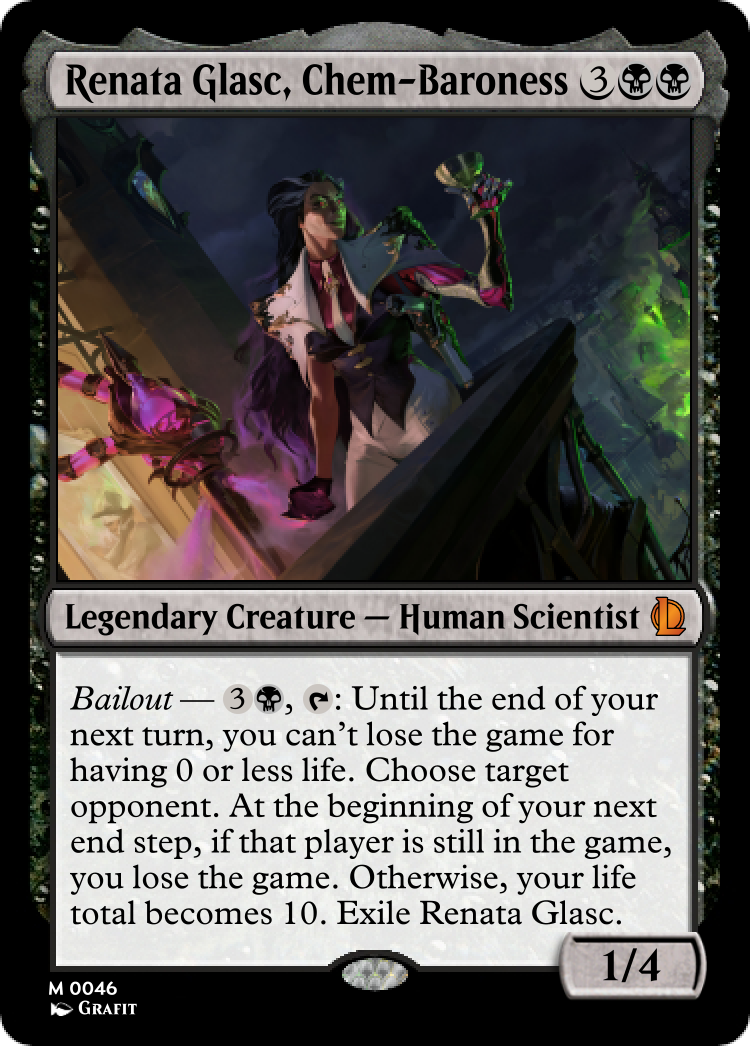 Renata Glasc, Chem-Baroness 3
Legendary Creature — Human Scientist
Bailout — 3, : Until the end of your
next turn, you can't lose the game for
having 0 or less life. Choose target
opponent. At the beginning of your next
end step, if that player is still in the game,
you lose the game. Otherwise, your life
total becomes 10. Exile Renata Glasc.
1/4
M 0046
Grafit